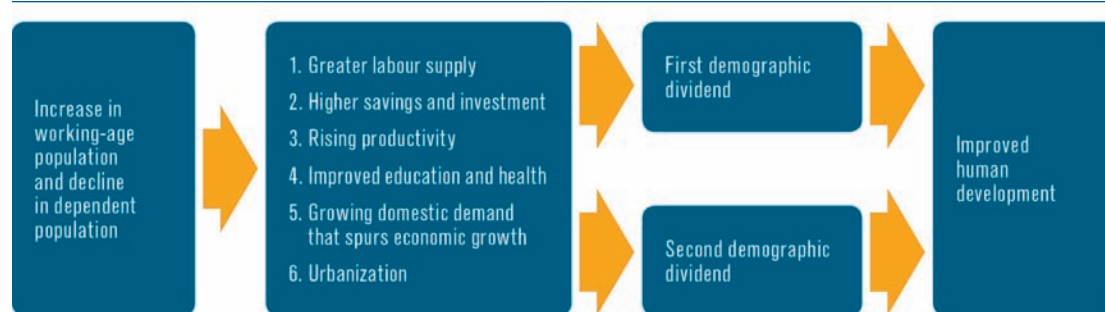 Increase in
working-age
population
and decline
in dependent
population
1. Greater labour supply
2. Higher savings and investment
3. Rising productivity
4. Improved education and health
5. Growing domestic demand
that spurs economic growth
6. Urbanization
First demographic
dividend
Second demographic
dividend
Improved
human
development